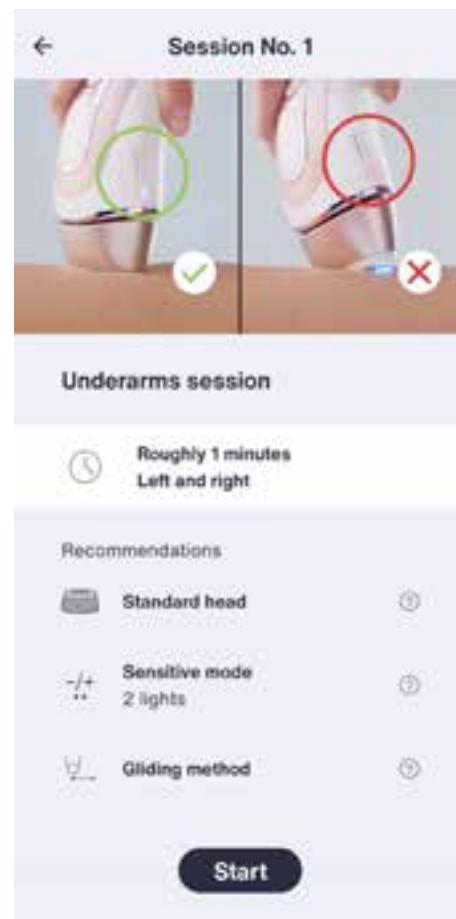 Session No. 1
Underarms session
Roughly 1 minutes
Left and right
Recommendations
Standard head
Sensitive mode
2 lights
Gliding method
Start